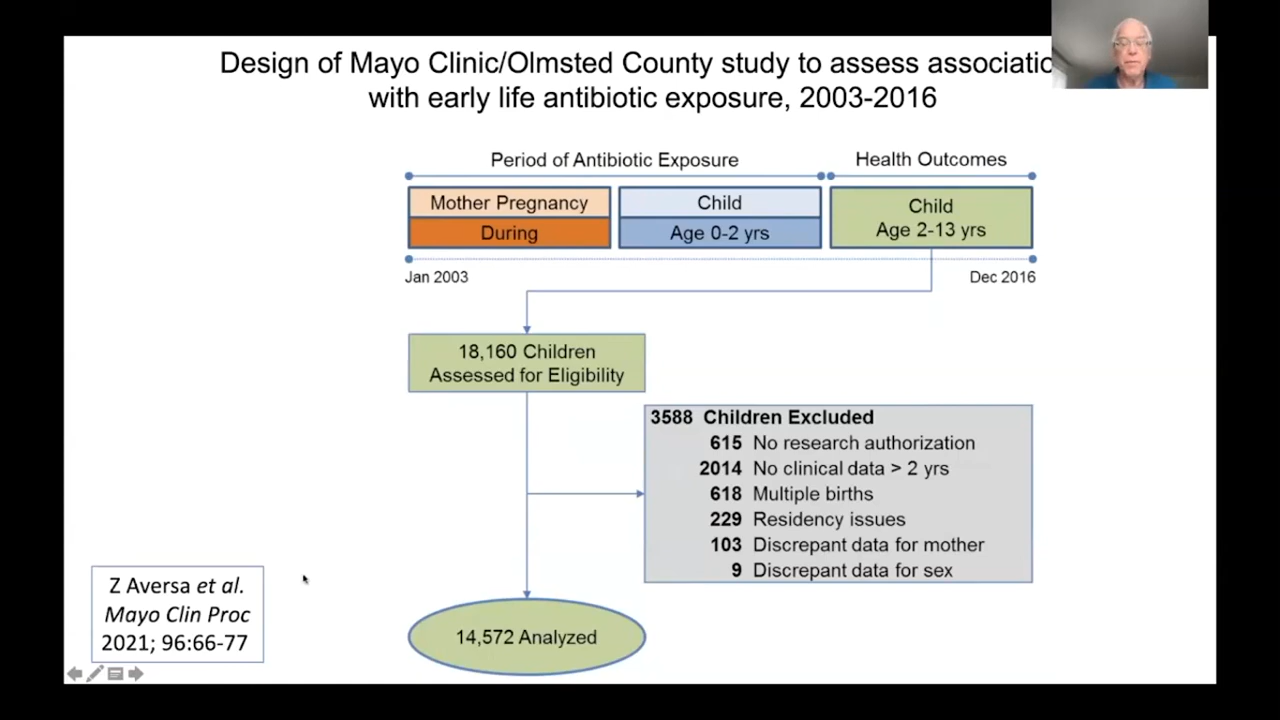 Design of Mayo Clinic/Olmsted County study to assess associatio
with early life antibiotic exposure, 2003-2016
Period of Antibiotic Exposure
Health Outcomes
Mother Pregnancy
During
Child
Age 0-2 yrs
Child
Age 2-13 yrs
Jan 2003
Dec 2016
18,160 Children
Assessed for Eligibility
3588 Children Excluded
615 No research authorization
2014 No clinical data > 2 yrs
618 Multiple births
229 Residency issues
103 Discrepant data for mother
9 Discrepant data for sex
14,572 Analyzed
Z Aversa et al.
Mayo Clin Proc
2021; 96:66-77